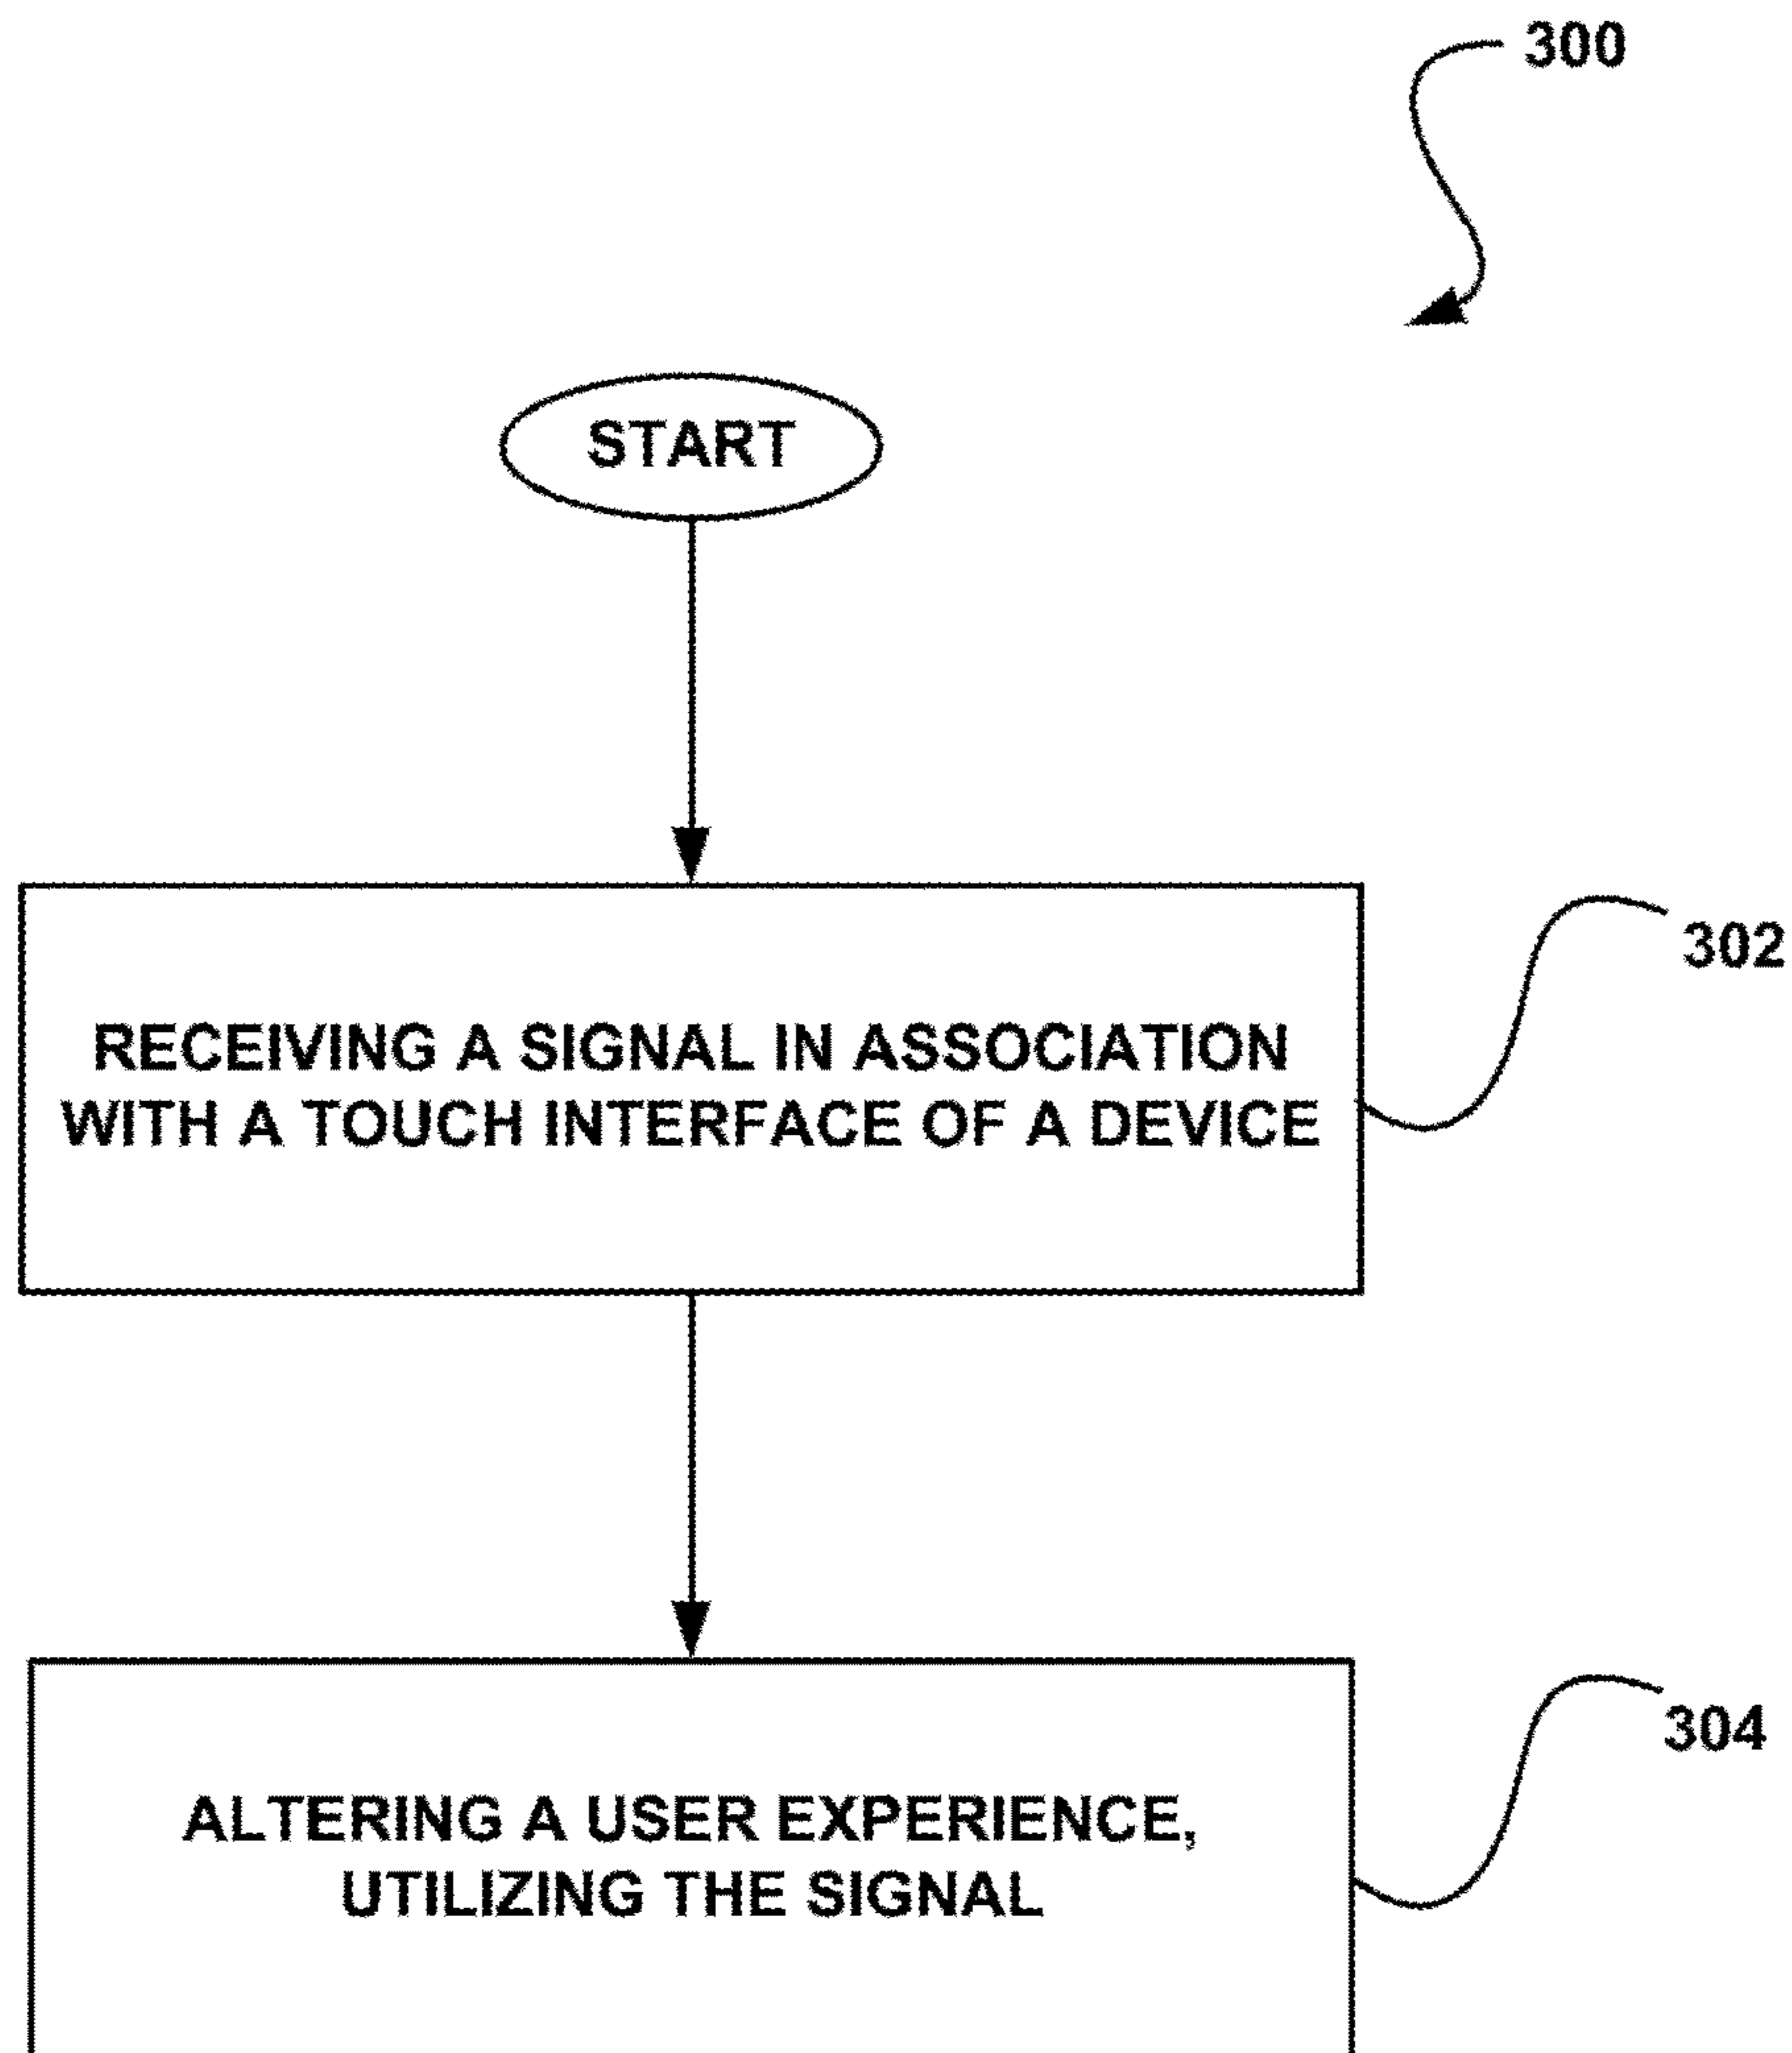 300
START
302
RECEIVING A SIGNAL IN ASSOCIATION
WITH A TOUCH INTERFACE OF A DEVICE
304
ALTERING A USER EXPERIENCE,
UTILIZING THE SIGNAL